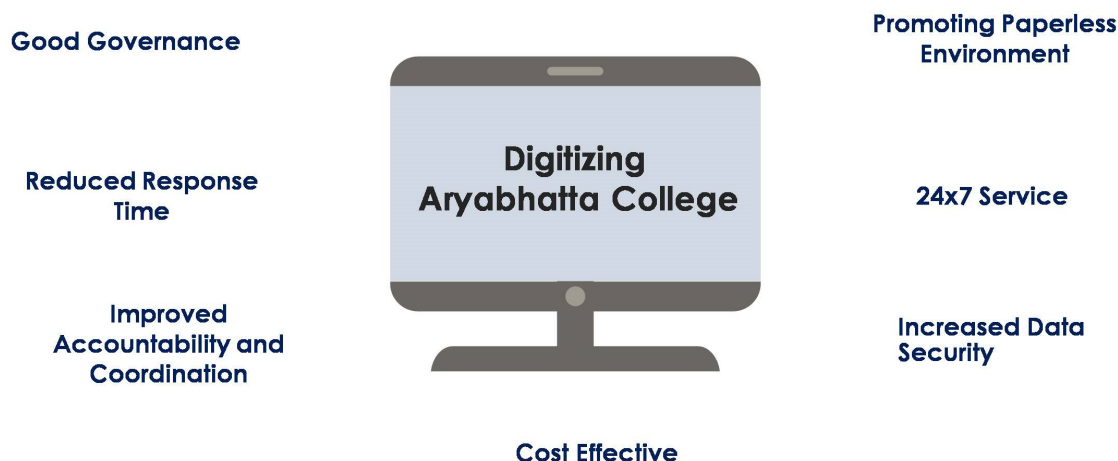 Good Governance
Promoting Paperless
Environment
Digitizing
Aryabhatta College
Reduced Response
Time
24x7 Service
Improved
Accountability and
Coordination
Increased Data
Security
Cost Effective